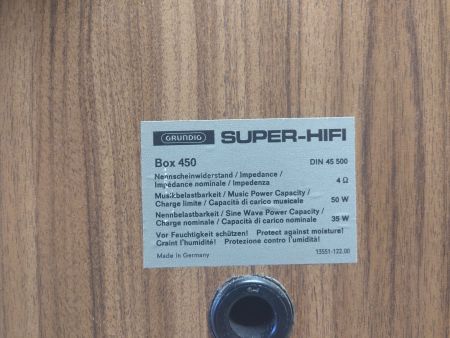 GRUNDIG SUPER-HIFI
Box 450 DIN 45 500
Nennscheinwiderstand / Impedance /
Impédance nominale / Impedenza 4 Ω
Musikbelastbarkeit / Music Power Capacity /
Charge limite / Capacità di carico musicale 50 W
Nennbelastbarkeit / Sine Wave Power Capacity /
Charge nominale / Capacità di carico nominale 35 W
Vor Feuchtigkeit schützen! Protect against moisture!
Craint l'humidité! Protezione contro l'umidità!
Made in Germany 13551-122.00